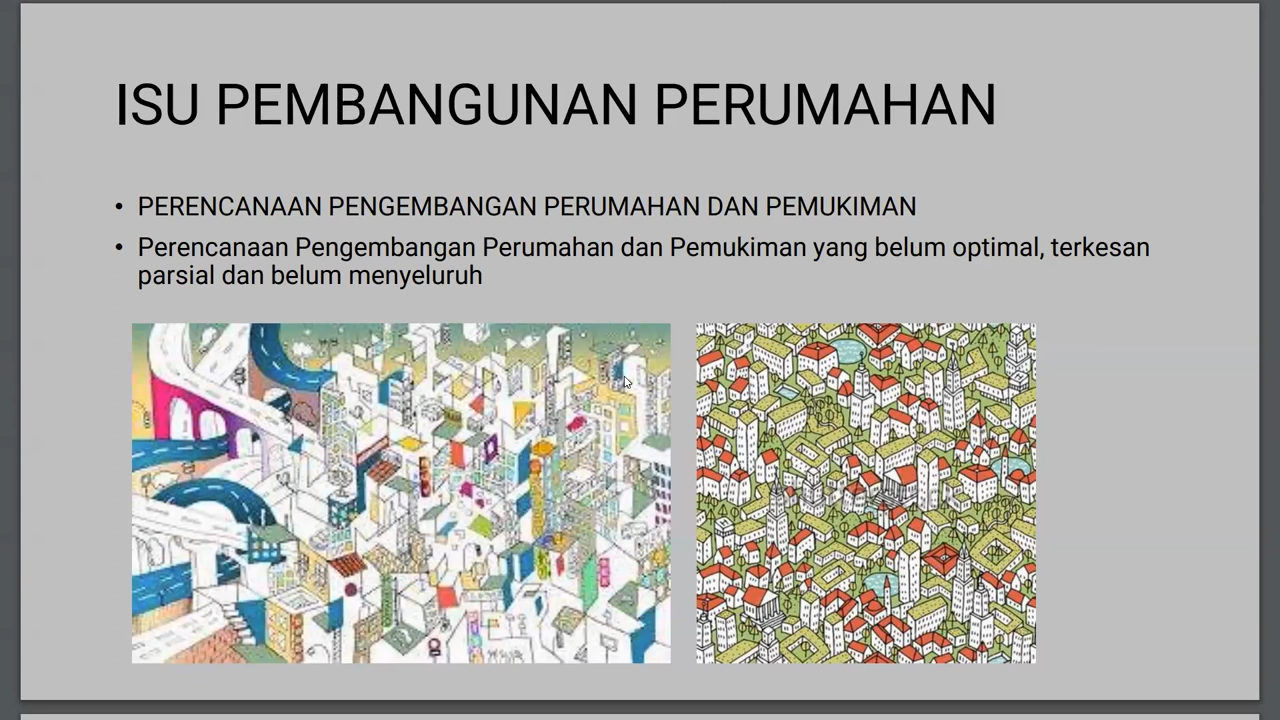 ISU PEMBANGUNAN PERUMAHAN
• PERENCANAAN PENGEMBANGAN PERUMAHAN DAN PEMUKIMAN
• Perencanaan Pengembangan Perumahan dan Pemukiman yang belum optimal, terkesan
parsial dan belum menyeluruh